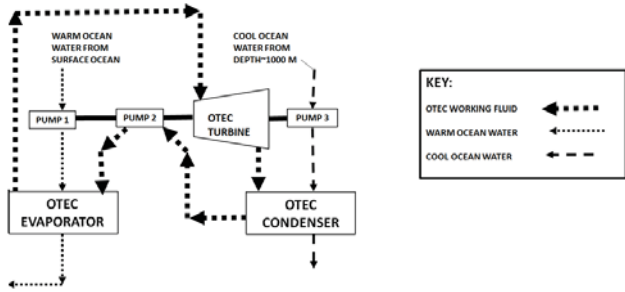 WARM OCEAN
WATER FROM
SURFACE OCEAN
COOL OCEAN
WATER FROM
DEPTH~1000 M
PUMP 1
PUMP 2
OTEC
TURBINE
PUMP 3
OTEC
EVAPORATOR
OTEC
CONDENSER
KEY:
OTEC WORKING FLUID
WARM OCEAN WATER
COOL OCEAN WATER